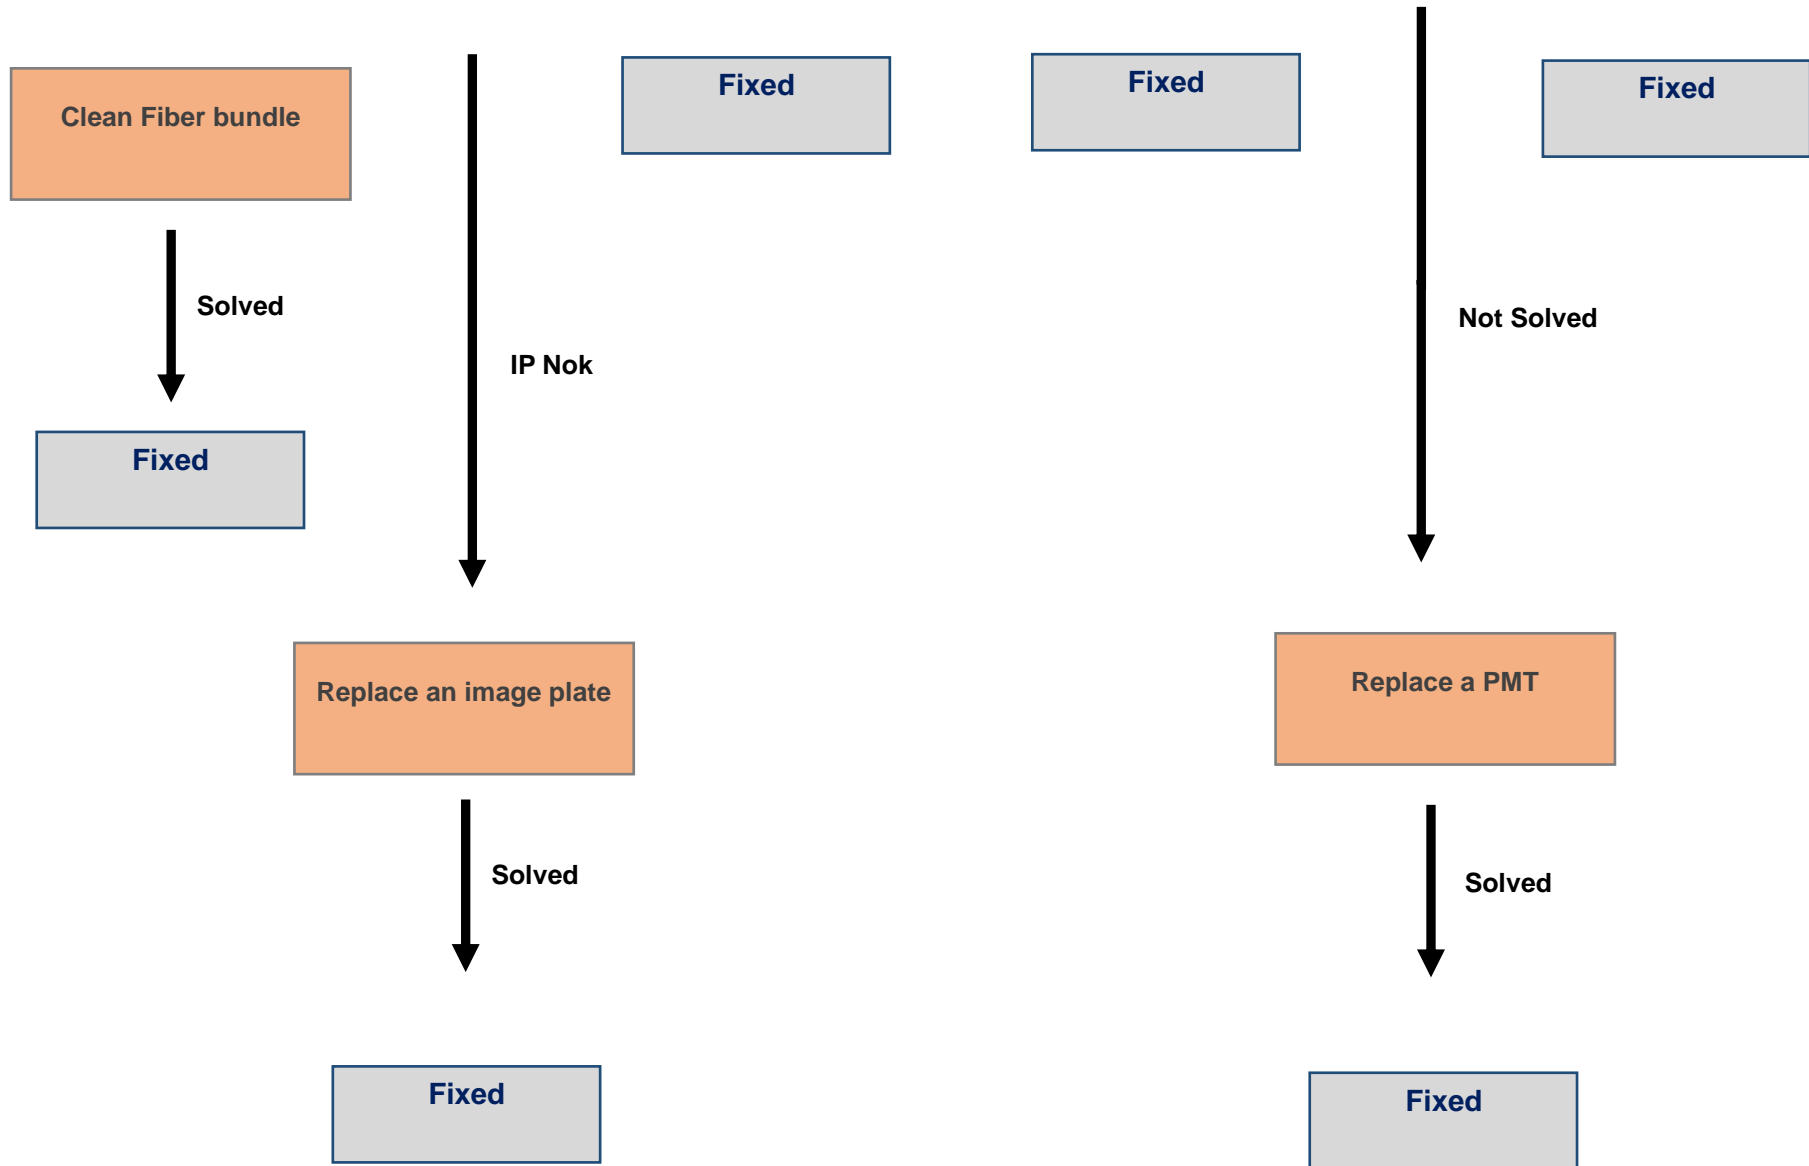 Fixed
Fixed
Fixed
Clean Fiber bundle
Solved
Not Solved
IP Nok
Fixed
Replace an image plate
Replace a PMT
Solved
Solved
Fixed
Fixed